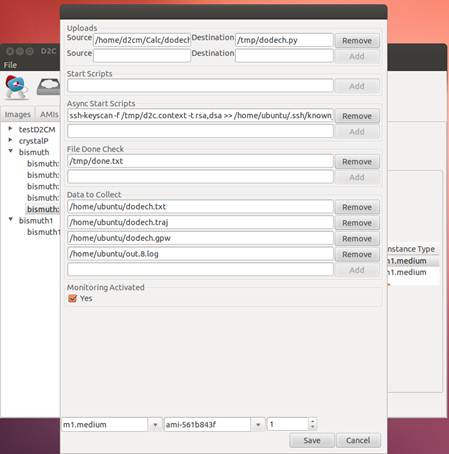 D2C
File
Images
AMIs
testD2CM
crystalP
bismuth
bismuth
bismuth
bismuth
bismuth
bismuth1
bismuth1
Uploads
Source /home/d2cm/Calc/dodech Destination /tmp/dodech.py Remove
Source Destination Add
Start Scripts
Add
Async Start Scripts
ssh-keyscan -f /tmp/d2c.context -t rsa,dsa >> /home/ubuntu/.ssh/known_ Remove
Add
File Done Check
/tmp/done.txt Remove
Add
Data to Collect
/home/ubuntu/dodech.txt Remove
/home/ubuntu/dodech.traj Remove
/home/ubuntu/dodech.gpw Remove
/home/ubuntu/out.8.log Remove
Add
Monitoring Activated
Yes
m1.medium ami-561b843f 1
Save Cancel
nstance Type
m1.medium
m1.medium